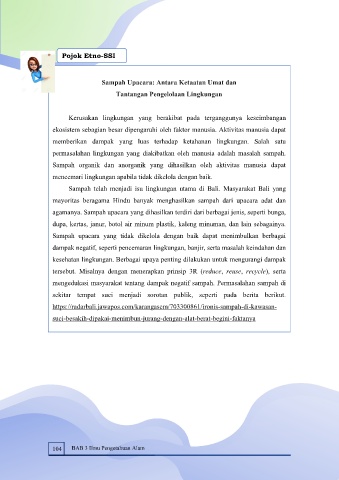 Pojok Etno-SSI
Sampah Upacara: Antara Ketaatan Umat dan
Tantangan Pengelolaan Lingkungan
Kerusakan lingkungan yang berakibat pada terganggunya keseimbangan
ekosistem sebagian besar dipengaruhi oleh faktor manusia. Aktivitas manusia dapat
memberikan dampak yang luas terhadap ketahanan lingkungan. Salah satu
permasalahan lingkungan yang diakibatkan oleh manusia adalah masalah sampah.
Sampah organik dan anorganik yang dihasilkan oleh aktivitas manusia dapat
mencemari lingkungan apabila tidak dikelola dengan baik.
Sampah telah menjadi isu lingkungan utama di Bali. Masyarakat Bali yang
mayoritas beragama Hindu banyak menghasilkan sampah dari upacara adat dan
agamanya. Sampah upacara yang dihasilkan terdiri dari berbagai jenis, seperti bunga,
dupa, kertas, janur, botol air minum plastik, kaleng minuman, dan lain sebagainya.
Sampah upacara yang tidak dikelola dengan baik dapat menimbulkan berbagai
dampak negatif, seperti pencemaran lingkungan, banjir, serta masalah keindahan dan
kesehatan lingkungan. Berbagai upaya penting dilakukan untuk mengurangi dampak
tersebut. Misalnya dengan menerapkan prinsip 3R (reduce, reuse, recycle), serta
mengedukasi masyarakat tentang dampak negatif sampah. Permasalahan sampah di
sekitar tempat suci menjadi sorotan publik, seperti pada berita berikut.
https://radarbali.jawapos.com/karangasem/703300861/ironis-sampah-di-kawasan-
suci-besakih-dipakai-menimbun-jurang-dengan-alat-berat-begini-faktanya
104 BAB 3 Ilmu Pengetahuan Alam